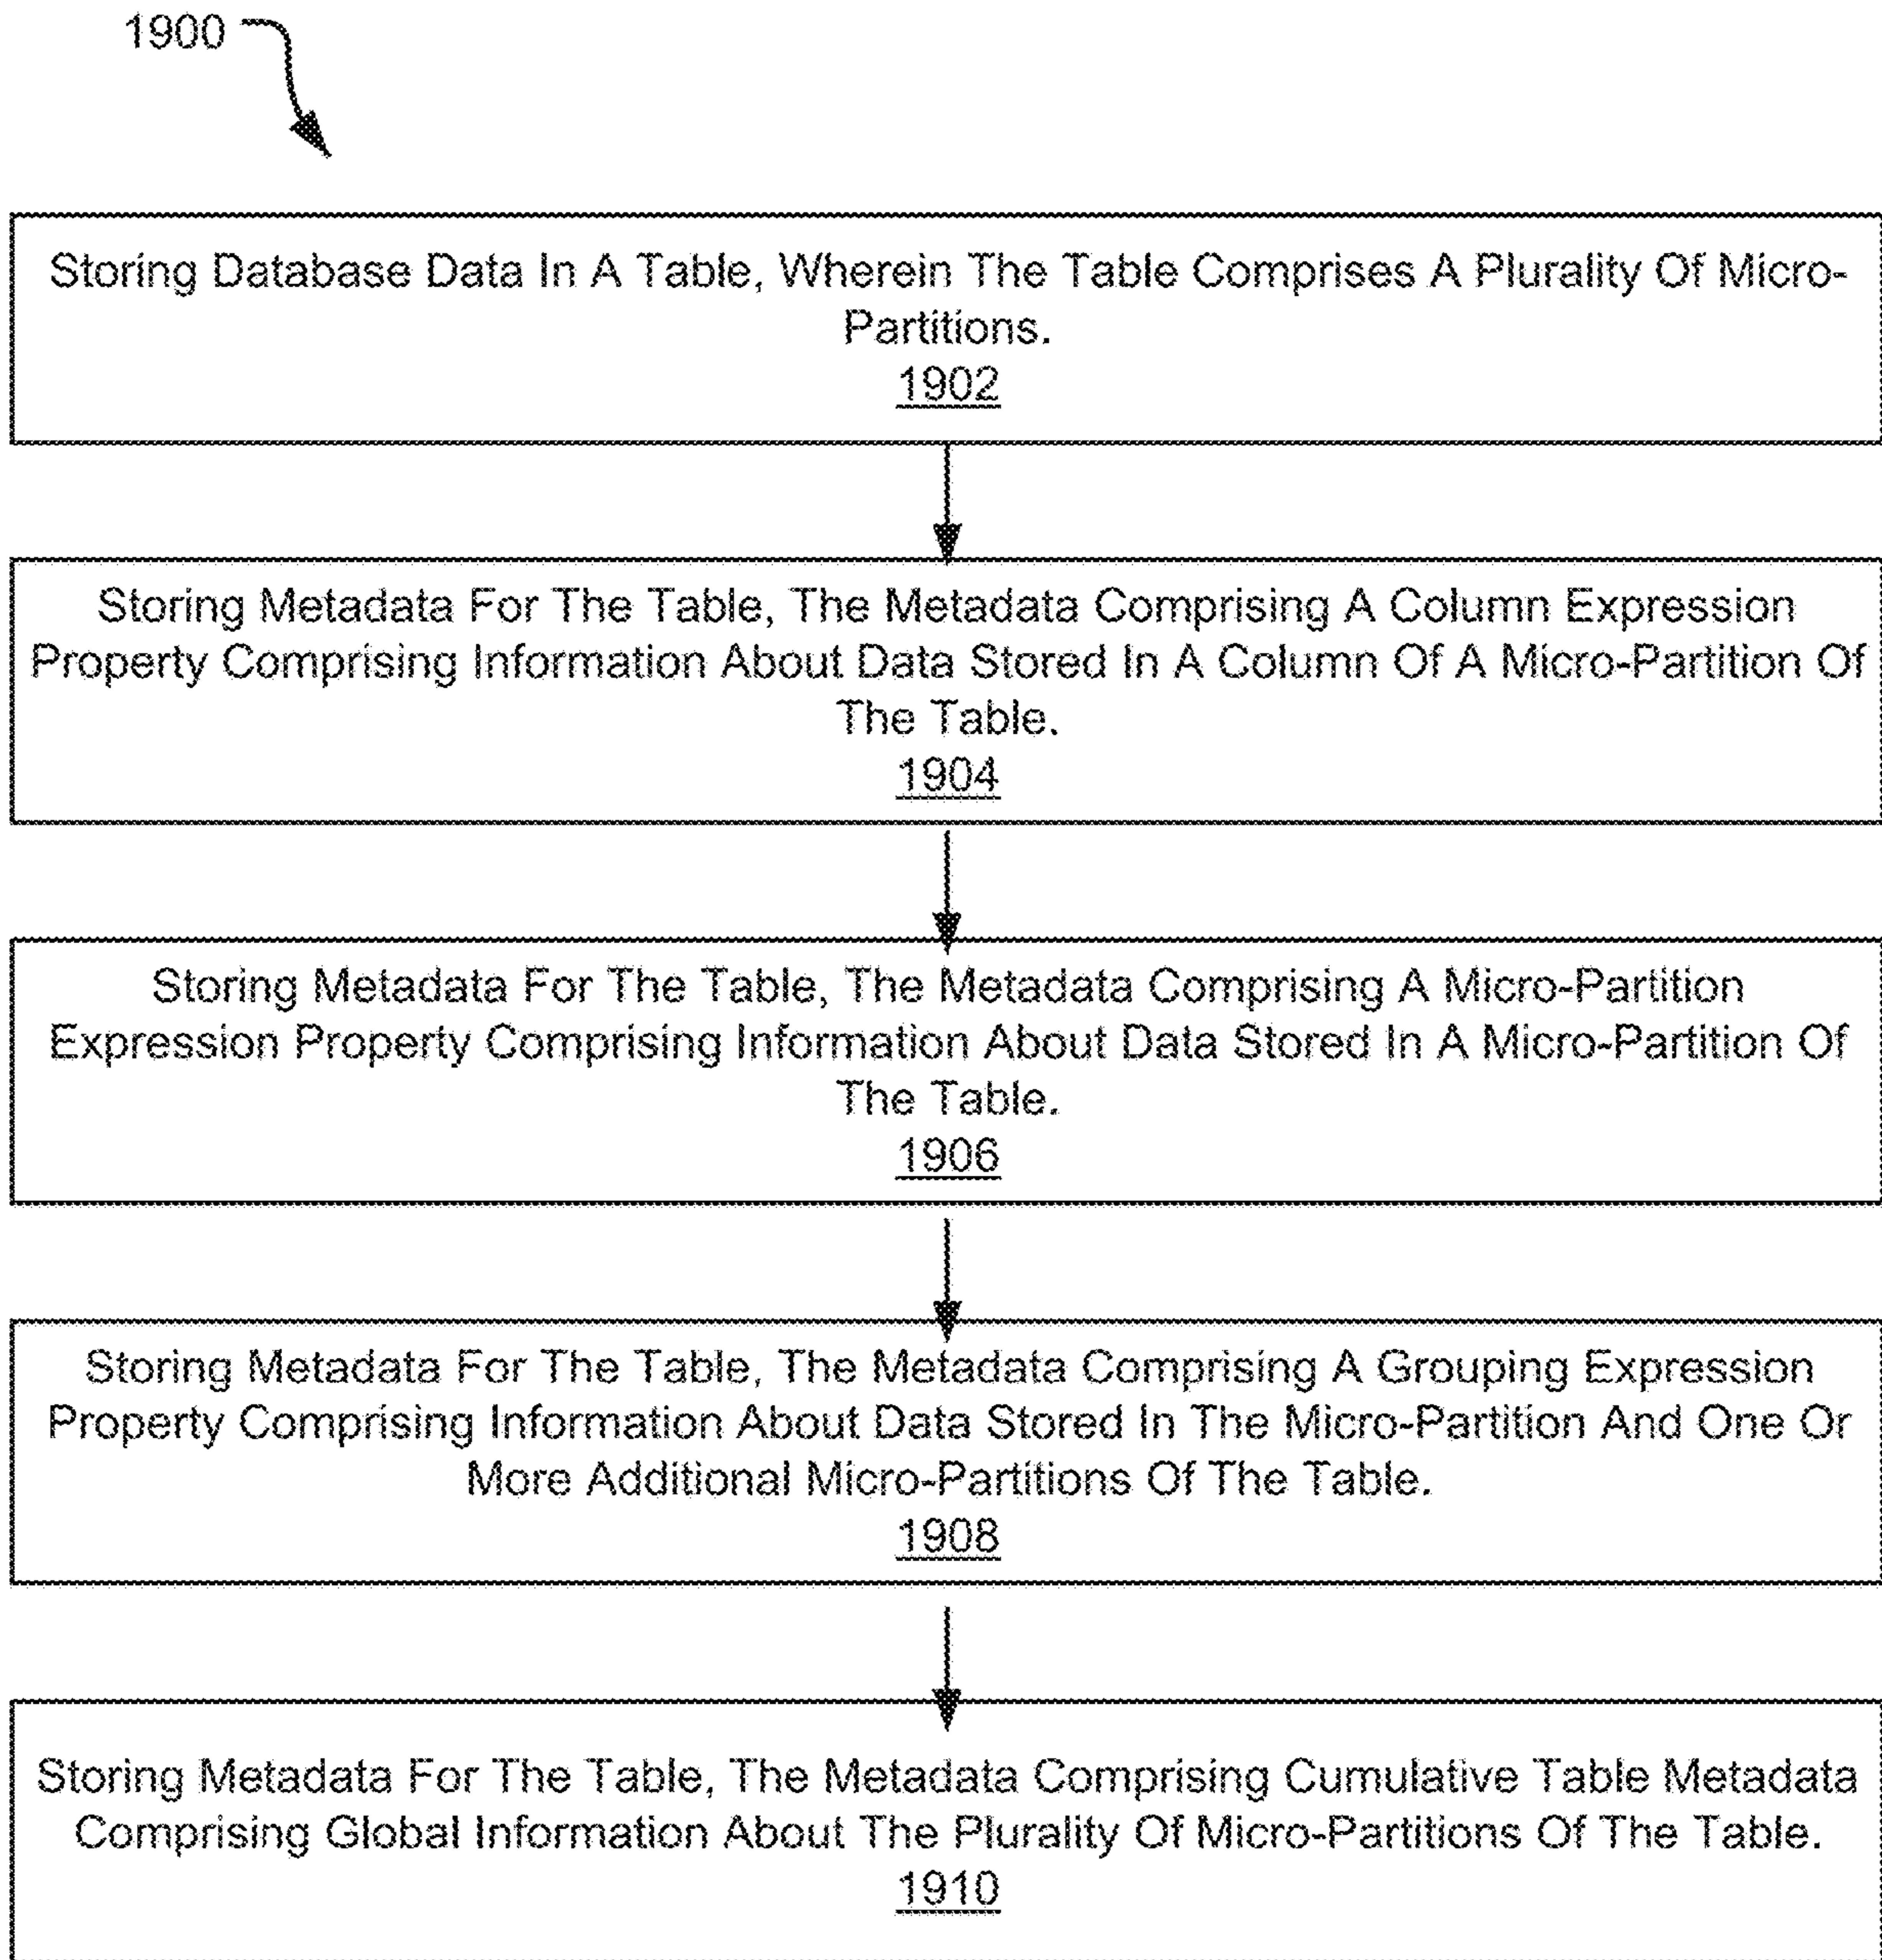 1900
Storing Database Data In A Table, Wherein The Table Comprises A Plurality Of Micro-
Partitions.
1902
Storing Metadata For The Table, The Metadata Comprising A Column Expression
Property Comprising Information About Data Stored In A Column Of A Micro-Partition Of
The Table.
1904
Storing Metadata For The Table, The Metadata Comprising A Micro-Partition
Expression Property Comprising Information About Data Stored In A Micro-Partition Of
The Table.
1906
Storing Metadata For The Table, The Metadata Comprising A Grouping Expression
Property Comprising Information About Data Stored In The Micro-Partition And One Or
More Additional Micro-Partitions Of The Table.
1908
Storing Metadata For The Table, The Metadata Comprising Cumulative Table Metadata
Comprising Global Information About The Plurality Of Micro-Partitions Of The Table.
1910